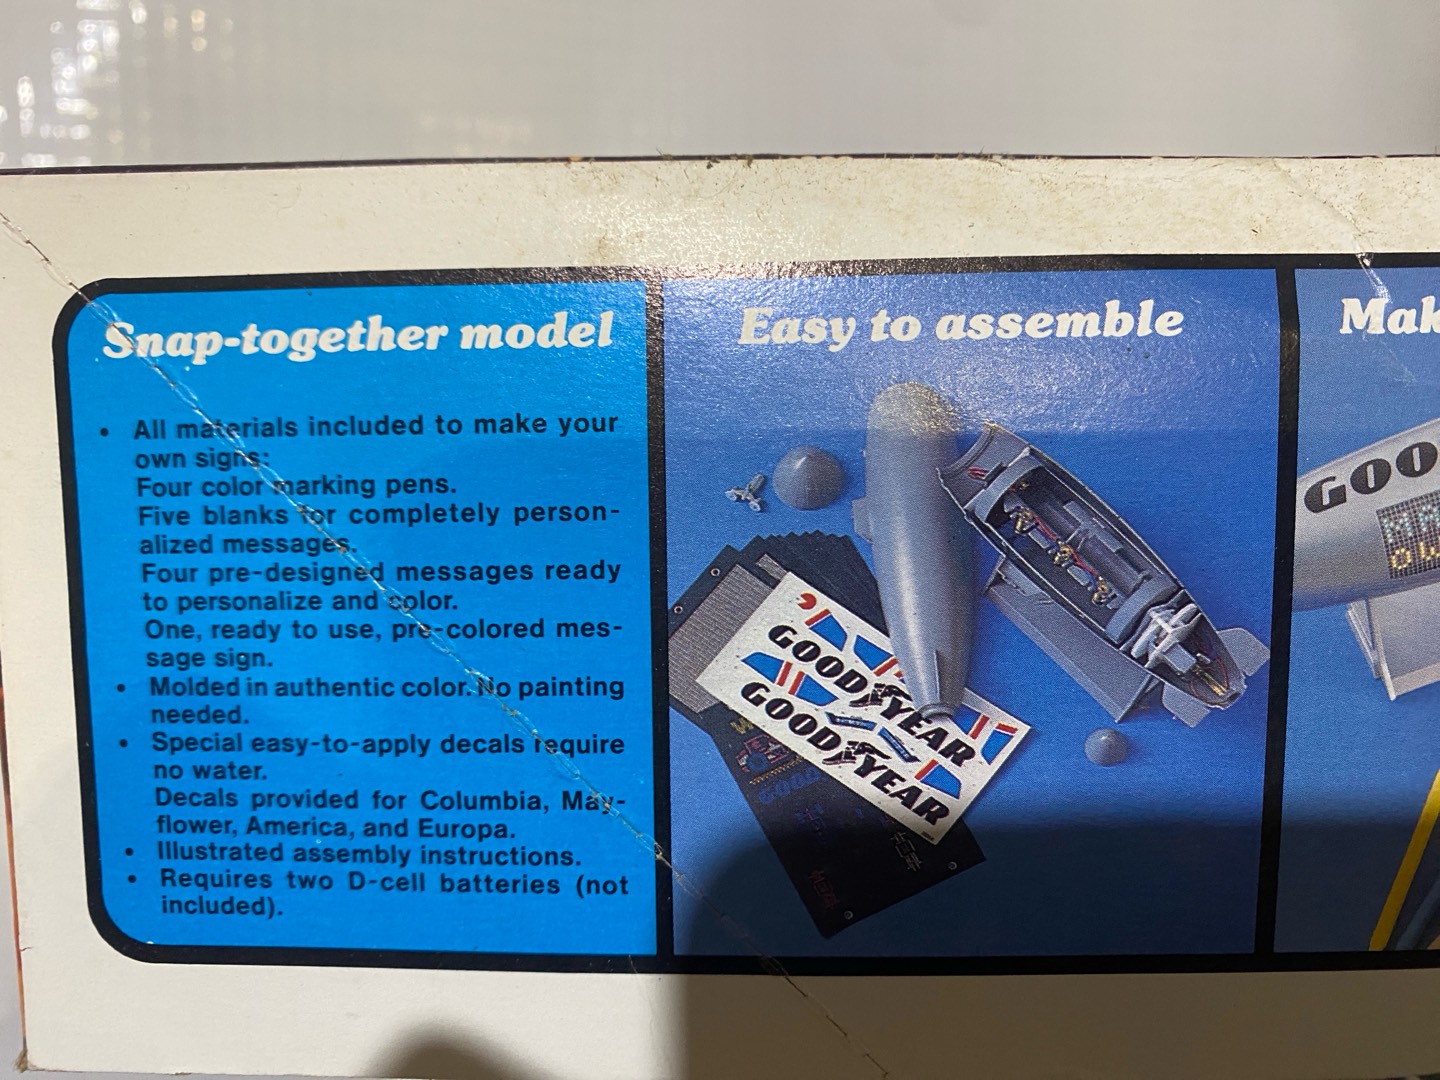 Snap-together model
• All materials included to make your
own signs:
Four color marking pens.
Five blanks for completely person-
alized messages.
Four pre-designed messages ready
to personalize and color.
One, ready to use, pre-colored mes-
sage sign.
• Molded in authentic color. No painting
needed.
• Special easy-to-apply decals require
no water.
Decals provided for Columbia, May-
flower, America, and Europa.
• Illustrated assembly instructions.
• Requires two D-cell batteries (not
included).
Easy to assemble
GOOD YEAR
GOOD YEAR
Mak
GOO